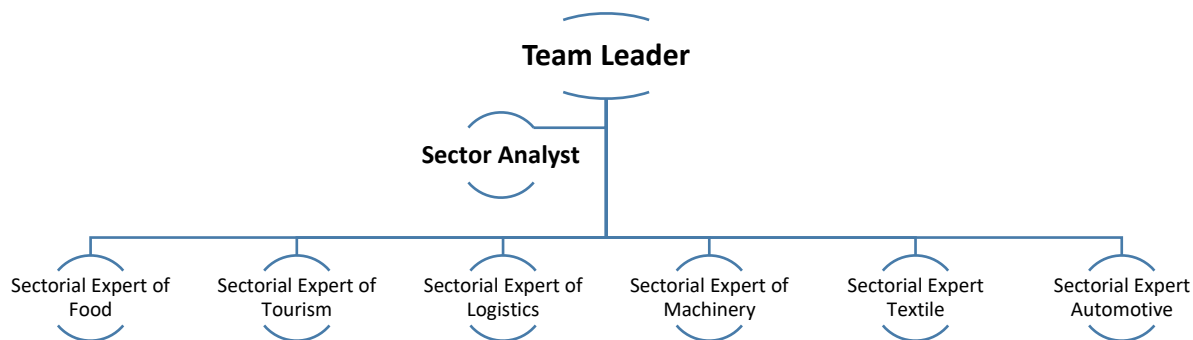 Team Leader
Sector Analyst
Sectorial Expert of
Food
Sectorial Expert of
Tourism
Sectorial Expert of
Logistics
Sectorial Expert of
Machinery
Sectorial Expert
Textile
Sectorial Expert
Automotive